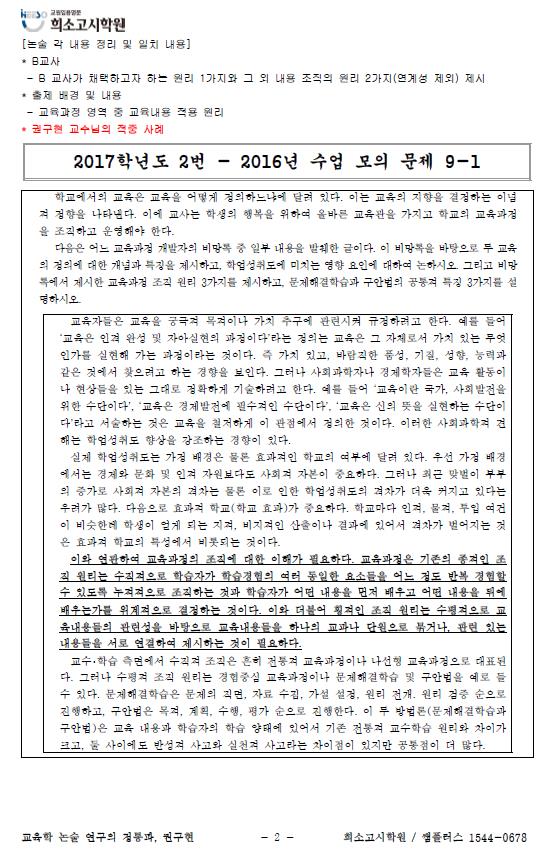 교원임용명문
희소고시학원
[논술 각 내용 정리 및 일치 내용]
* B교사
- B 교사가 채택하고자 하는 원리 1가지와 그 외 내용 조직의 원리 2가지(연계성 제외) 제시
* 출제 배경 및 내용
- 교육과정 영역 중 교육내용 적용 원리
* 권구현 교수님의 적중 사례
2017학년도 2번 - 2016년 수업 모의 문제 9-1
학교에서의 교육은 교육을 어떻게 정의하느냐에 달려 있다. 이는 교육의 지향을 결정하는 이념
적 정향을 나타낸다. 이에 교사는 학생의 행복을 위하여 올바른 교육관을 가지고 학교의 교육과정
을 조직하고 운영해야 한다.
다음은 어느 교육과정 개발자의 비망록 중 일부 내용을 발췌한 글이다. 이 비망록을 바탕으로 두 교육
의 정의에 대한 개념과 특징을 제시하고, 학업성취도에 미치는 영향 요인에 대하여 논하시오. 그리고 비망
록에서 제시한 교육과정 조직 원리 3가지를 제시하고, 문제해결학습과 구안법의 공통적 특징 3가지를 설
명하시오.
교육자들은 교육을 궁극적 목적이나 가치 추구에 관련시켜 규정하려고 한다. 예를 들어
'교육은 인격 완성 및 자아실현의 과정이다'라는 정의는 교육은 그 자체로서 가치 있는 무엇
인가를 실현해 가는 과정이라는 것이다. 즉 가치 있고, 바람직한 품성, 기질, 성향, 능력과
같은 것에서 찾으려고 하는 경향을 보인다. 그러나 사회과학자나 경제학자들은 교육 활동이
나 현상들을 있는 그대로 정확하게 기술하려고 한다. 예를 들어 '교육이란 국가, 사회발전을
위한 수단이다', '교육은 경제발전에 필수적인 수단이다', '교육은 신의 뜻을 실현하는 수단이
다'라고 서술하는 것은 교육을 철저하게 이 관점에서 정의한 것이다. 이러한 사회과학적 견
해는 학업성취도 향상을 강조하는 경향이 있다.
실제 학업성취도는 가정 배경은 물론 효과적인 학교의 여부에 달려 있다. 우선 가정 배경
에서는 경제와 문화 및 인적 자원보다도 사회적 자본이 중요하다. 그러나 최근 맞벌이 부부
의 증가로 사회적 자본의 격차는 물론 이로 인한 학업성취도의 격차가 더욱 커지고 있다는
우려가 많다. 다음으로 효과적 학교(학교 효과)가 중요하다. 학교마다 인적, 물적, 투입 여건
이 비슷한데 학생이 얻게 되는 지적, 비지적인 산출이나 결과에 있어서 격차가 벌어지는 것
은 효과적 학교의 특성에서 비롯되는 것이다.
이와 연관하여 교육과정의 조직에 대한 이해가 필요하다. 교육과정은 기존의 종적인 조
직 원리는 수직적으로 학습자가 학습경험의 여러 동일한 요소들을 어느 정도 반복 경험할
수 있도록 누적적으로 조직하는 것과 학습자가 어떤 내용을 먼저 배우고 어떤 내용을 뒤에
배우는가를 위계적으로 결정하는 것이다. 이와 더불어 횡적인 조직 원리는 수평적으로 교
육내용들의 관련성을 바탕으로 교육내용들을 하나의 교과나 단원으로 묶거나, 관련 있는
내용들을 서로 연결하여 제시하는 것이 필요하다.
교수·학습 측면에서 수직적 조직은 흔히 전통적 교육과정이나 나선형 교육과정으로 대표된
다. 그러나 수평적 조직 원리는 경험중심 교육과정이나 문제해결학습 및 구안법을 예로 들
수 있다. 문제해결학습은 문제의 직면, 자료 수집, 가설 설정, 원리 전개, 원리 검증 순으로
진행하고, 구안법은 목적, 계획, 수행, 평가 순으로 진행한다. 이 두 방법론(문제해결학습과
구안법)은 교육 내용과 학습자의 학습 양태에 있어서 기존 전통적 교수학습 원리와 차이가
크고, 둘 사이에도 반성적 사고와 실천적 사고라는 차이점이 있지만 공통점이 더 많다.
교육학 논술 연구의 정통파, 권구현
- 2 -
희소고시학원 / 캠플러스 1544-0678